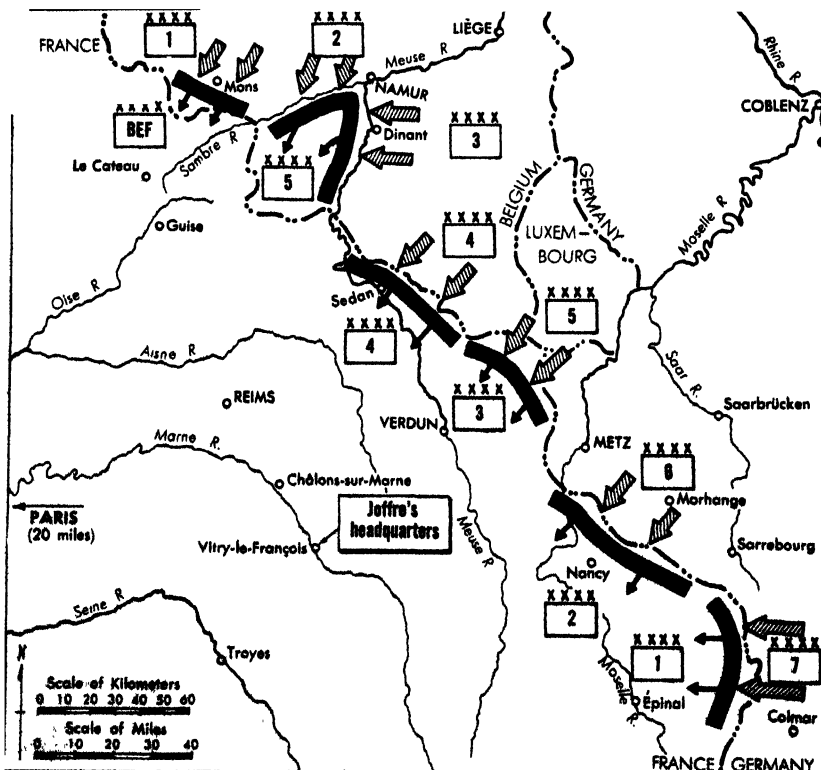 X X X X
1
X X X X
2
LIÈGE
FRANCE
Meuse R
Rhine R.
Mons
NAMUR
COBLENZ
X X X X
BEF
Dinant
X X X X
3
Sambre R
Le Cateau
X X X X
5
BELGIUM
GERMANY
Moselle R
Guise
X X X X
4
LUXEM-
BOURG
Oise R
Sedan
X X X X
5
X X X X
4
Aisne R
Saar R.
X X X X
3
REIMS
Saarbrücken
VERDUN
Marne R.
METZ
X X X X
6
Châlons-sur-Marne
Morhange
PARIS
(20 miles)
Joffre's
headquarters
Vitry-le-François
Meuse R
Sarrebourg
Nancy
X X X X
2
Seine R
X X X X
1
X X X X
7
N
Troyes
Moselle R.
Épinal
Colmar
Scale of Kilometers
0 10 20 30 40 50 60
Scale of Miles
0 10 20 30 40
FRANCE
GERMANY